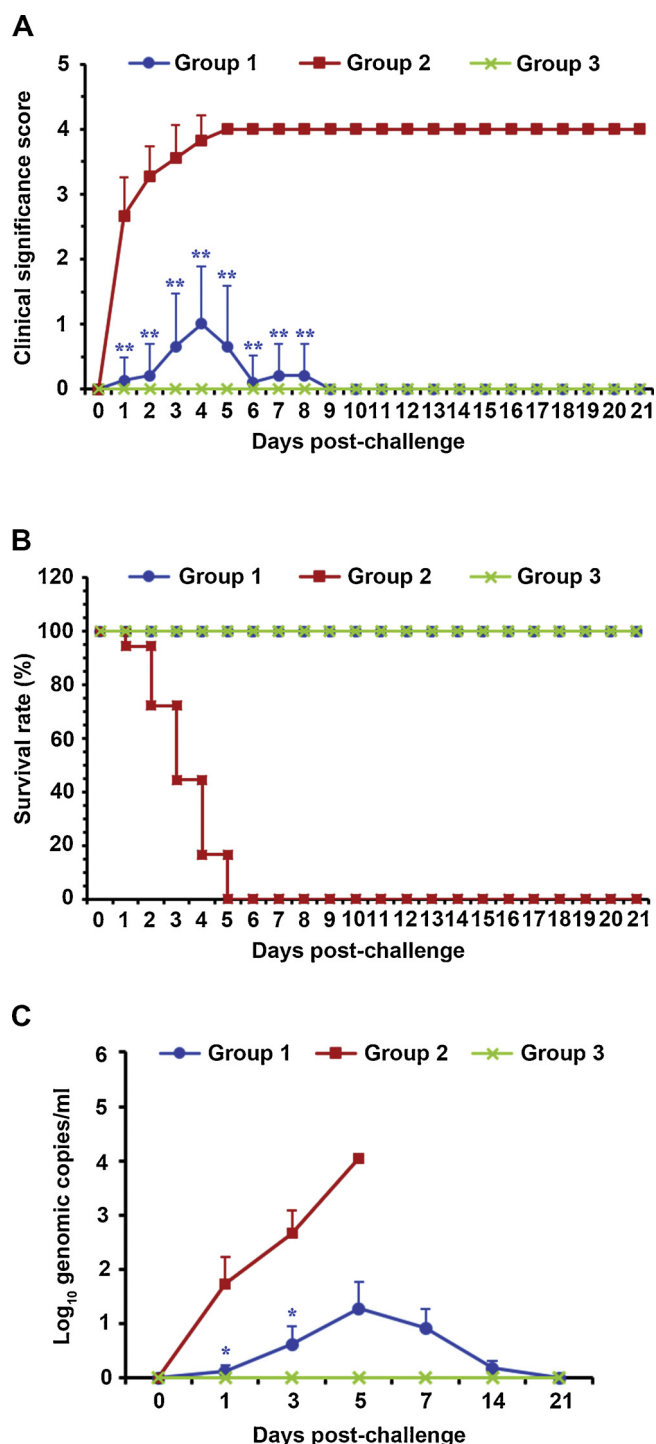 A
Group 1 Group 2 Group 3
Clinical significance score
5
4
3
2
1
0
** ** ** ** ** ** ** **
0 1 2 3 4 5 6 7 8 9 10 11 12 13 14 15 16 17 18 19 20 21
Days post-challenge
B
Group 1 Group 2 Group 3
Survival rate (%)
120
100
80
60
40
20
0
0 1 2 3 4 5 6 7 8 9 10 11 12 13 14 15 16 17 18 19 20 21
Days post-challenge
C
Group 1 Group 2 Group 3
Log₁₀ genomic copies/ml
6
5
4
3
2
1
0
* *
0 1 3 5 7 14 21
Days post-challenge